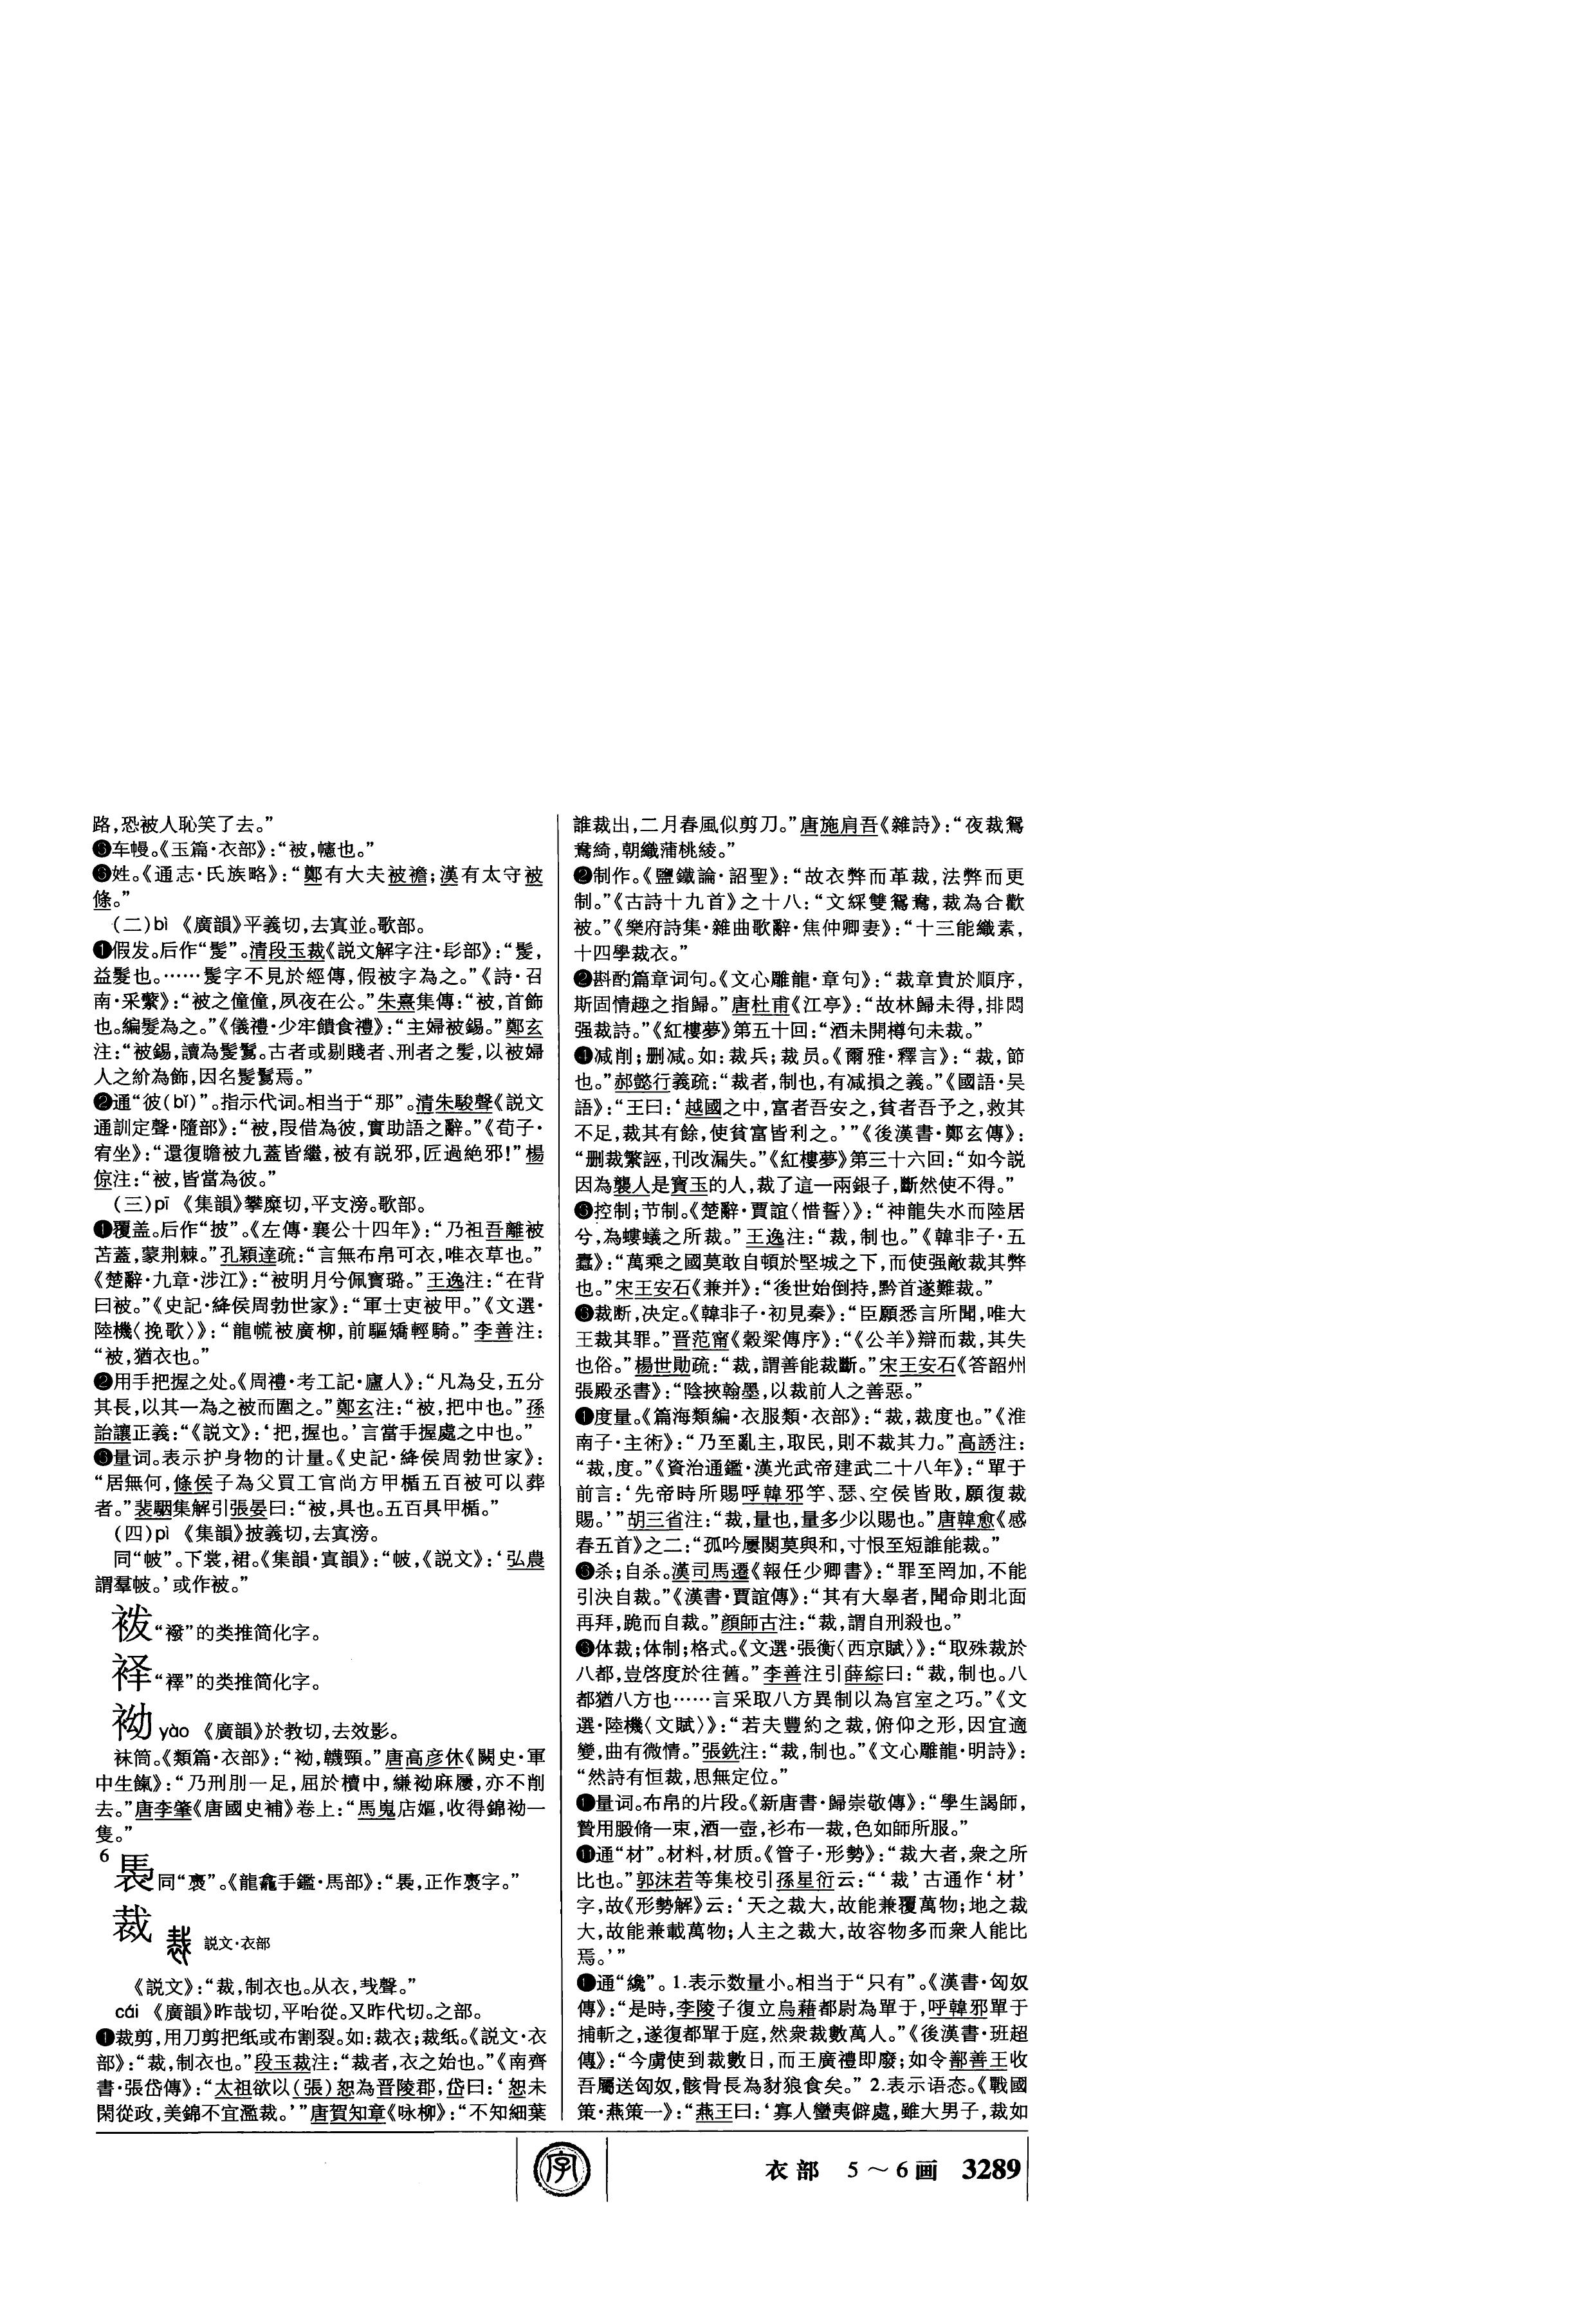 路,恐被人恥笑了去。”
❸车幔。《玉篇·衣部》:“被,幰也。”
❸姓。《通志·氏族略》:“鄭有大夫被襜;漢有太守被
條。”
(二)bì 《廣韻》平義切,去寘並。歌部。
❶假发。后作“髲”。清段玉裁《説文解字注·髟部》:“髲,
益髮也。……髲字不見於經傳,假被字為之。”《詩·召
南·采蘩》:“被之僮僮,夙夜在公。”朱熹集傳:“被,首飾
也。編髮為之。”《儀禮·少牢饋食禮》:“主婦被錫。”鄭玄
注:“被錫,讀為髲鬄。古者或剔賤者、刑者之髮,以被婦
人之紒為飾,因名髲鬄焉。”
❷通“彼(bǐ)”。指示代词。相当于“那”。清朱駿聲《説文
通訓定聲·隨部》:“被,叚借為彼,實助語之辭。”《荀子·
宥坐》:“還復瞻被九蓋皆繼,被有説邪,匠過絶邪!”楊
倞注:“被,皆當為彼。”
(三)pī 《集韻》攀糜切,平支滂。歌部。
❶覆盖。后作“披”。《左傳·襄公十四年》:“乃祖吾離被
苫蓋,蒙荆棘。”孔穎達疏:“言無布帛可衣,唯衣草也。”
《楚辭·九章·涉江》:“被明月兮佩寶璐。”王逸注:“在背
曰被。”《史記·絳侯周勃世家》:“軍士吏被甲。”《文選·
陸機〈挽歌〉》:“龍㡆被廣柳,前驅矯輕騎。”李善注:
“被,猶衣也。”
❷用手把握之处。《周禮·考工記·廬人》:“凡為殳,五分
其長,以其一為之被而圍之。”鄭玄注:“被,把中也。”孫
詒讓正義:“《説文》:‘把,握也。’言當手握處之中也。”
❸量词。表示护身物的计量。《史記·絳侯周勃世家》:
“居無何,條侯子為父買工官尚方甲楯五百被可以葬
者。”裴駰集解引張晏曰:“被,具也。五百具甲楯。”
(四)pì 《集韻》披義切,去寘滂。
同“帔”。下裳,裙。《集韻·寘韻》:“帔,《説文》:‘弘農
謂羣帔。’或作被。”
袯“襏”的类推简化字。
𫌀“襗”的类推简化字。
袎 yào 《廣韻》於教切,去效影。
袜筒。《類篇·衣部》:“袎,韈頸。”唐高彦休《闕史·軍
中生餼》:“乃刑刖一足,屈於櫝中,縑袎麻屨,亦不削
去。”唐李肇《唐國史補》卷上:“馬嵬店嫗,收得錦袎一
隻。”
6
同“褭”。《龍龕手鑑·馬部》:“,正作褭字。”
裁 説文·衣部
《説文》:“裁,制衣也。从衣,𢦏聲。”
cái 《廣韻》昨哉切,平咍從。又昨代切。之部。
❶裁剪,用刀剪把纸或布割裂。如:裁衣;裁纸。《説文·衣
部》:“裁,制衣也。”段玉裁注:“裁者,衣之始也。”《南齊
書·張岱傳》:“太祖欲以(張)恕為晋陵郡,岱曰:‘恕未
閑從政,美錦不宜濫裁。’”唐賀知章《咏柳》:“不知細葉
誰裁出,二月春風似剪刀。”唐施肩吾《雜詩》:“夜裁鴛
鴦綺,朝織蒲桃綾。”
❷制作。《鹽鐵論·詔聖》:“故衣弊而革裁,法弊而更
制。”《古詩十九首》之十八:“文綵雙鴛鴦,裁為合歡
被。”《樂府詩集·雜曲歌辭·焦仲卿妻》:“十三能織素,
十四學裁衣。”
❷斟酌篇章词句。《文心雕龍·章句》:“裁章貴於順序,
斯固情趣之指歸。”唐杜甫《江亭》:“故林歸未得,排悶
强裁詩。”《紅樓夢》第五十回:“酒未開樽句未裁。”
❹减削;删减。如:裁兵;裁员。《爾雅·釋言》:“裁,節
也。”郝懿行義疏:“裁者,制也,有减損之義。”《國語·吴
語》:“王曰:‘越國之中,富者吾安之,貧者吾予之,救其
不足,裁其有餘,使貧富皆利之。’”《後漢書·鄭玄傳》:
“删裁繁誣,刊改漏失。”《紅樓夢》第三十六回:“如今説
因為襲人是寶玉的人,裁了這一兩銀子,斷然使不得。”
❸控制;节制。《楚辭·賈誼〈惜誓〉》:“神龍失水而陸居
兮,為螻蟻之所裁。”王逸注:“裁,制也。”《韓非子·五
蠹》:“萬乘之國莫敢自頓於堅城之下,而使强敵裁其弊
也。”宋王安石《兼并》:“後世始倒持,黔首遂難裁。”
❻裁断,决定。《韓非子·初見秦》:“臣願悉言所聞,唯大
王裁其罪。”晋范甯《穀梁傳序》:“《公羊》辯而裁,其失
也俗。”楊世勛疏:“裁,謂善能裁斷。”宋王安石《答韶州
張殿丞書》:“陰挾翰墨,以裁前人之善惡。”
❶度量。《篇海類編·衣服類·衣部》:“裁,裁度也。”《淮
南子·主術》:“乃至亂主,取民,則不裁其力。”高誘注:
“裁,度。”《資治通鑑·漢光武帝建武二十八年》:“單于
前言:‘先帝時所賜呼韓邪竽、瑟、空侯皆敗,願復裁
賜。’”胡三省注:“裁,量也,量多少以賜也。”唐韓愈《感
春五首》之二:“孤吟屢闋莫與和,寸恨至短誰能裁。”
❽杀;自杀。漢司馬遷《報任少卿書》:“罪至罔加,不能
引決自裁。”《漢書·賈誼傳》:“其有大辠者,聞命則北面
再拜,跪而自裁。”顔師古注:“裁,謂自刑殺也。”
❸体裁;体制;格式。《文選·張衡〈西京賦〉》:“取殊裁於
八都,豈啓度於往舊。”李善注引薛綜曰:“裁,制也。八
都猶八方也……言采取八方異制以為宫室之巧。”《文
選·陸機〈文賦〉》:“若夫豐約之裁,俯仰之形,因宜適
變,曲有微情。”張銑注:“裁,制也。”《文心雕龍·明詩》:
“然詩有恒裁,思無定位。”
❶量词。布帛的片段。《新唐書·歸崇敬傳》:“學生謁師,
贄用腶脩一束,酒一壺,衫布一裁,色如師所服。”
⓫通“材”。材料,材质。《管子·形勢》:“裁大者,衆之所
比也。”郭沫若等集校引孫星衍云:“‘裁’古通作‘材’
字,故《形勢解》云:‘天之裁大,故能兼覆萬物;地之裁
大,故能兼載萬物;人主之裁大,故容物多而衆人能比
焉。’”
❶通“纔”。1.表示数量小。相当于“只有”。《漢書·匈奴
傳》:“是時,李陵子復立烏藉都尉為單于,呼韓邪單于
捕斬之,遂復都單于庭,然衆裁數萬人。”《後漢書·班超
傳》:“今虜使到裁數日,而王廣禮即廢;如令鄯善王收
吾屬送匈奴,骸骨長為豺狼食矣。” 2.表示语态。《戰國
策·燕策一》:“燕王曰:‘寡人蠻夷僻處,雖大男子,裁如
字
衣部 5～6画 3289